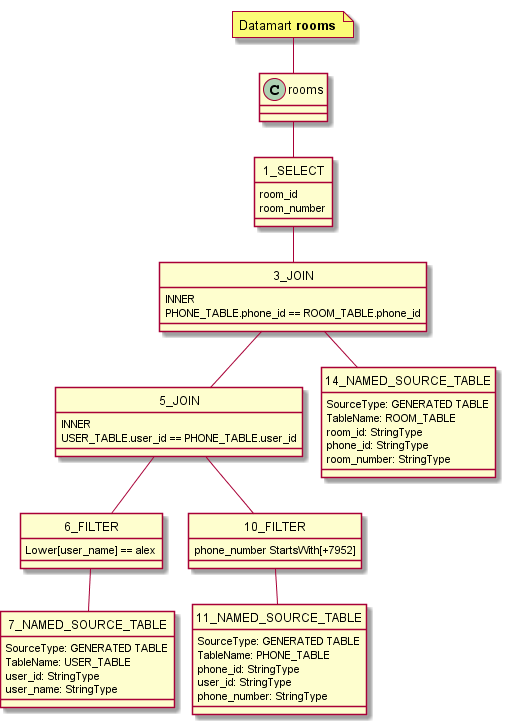 Datamart rooms
C rooms
1_SELECT
room_id
room_number
3_JOIN
INNER
PHONE_TABLE.phone_id == ROOM_TABLE.phone_id
5_JOIN
INNER
USER_TABLE.user_id == PHONE_TABLE.user_id
14_NAMED_SOURCE_TABLE
SourceType: GENERATED TABLE
TableName: ROOM_TABLE
room_id: StringType
phone_id: StringType
room_number: StringType
6_FILTER
Lower[user_name] == alex
10_FILTER
phone_number StartsWith[+7952]
7_NAMED_SOURCE_TABLE
SourceType: GENERATED TABLE
TableName: USER_TABLE
user_id: StringType
user_name: StringType
11_NAMED_SOURCE_TABLE
SourceType: GENERATED TABLE
TableName: PHONE_TABLE
phone_id: StringType
user_id: StringType
phone_number: StringType